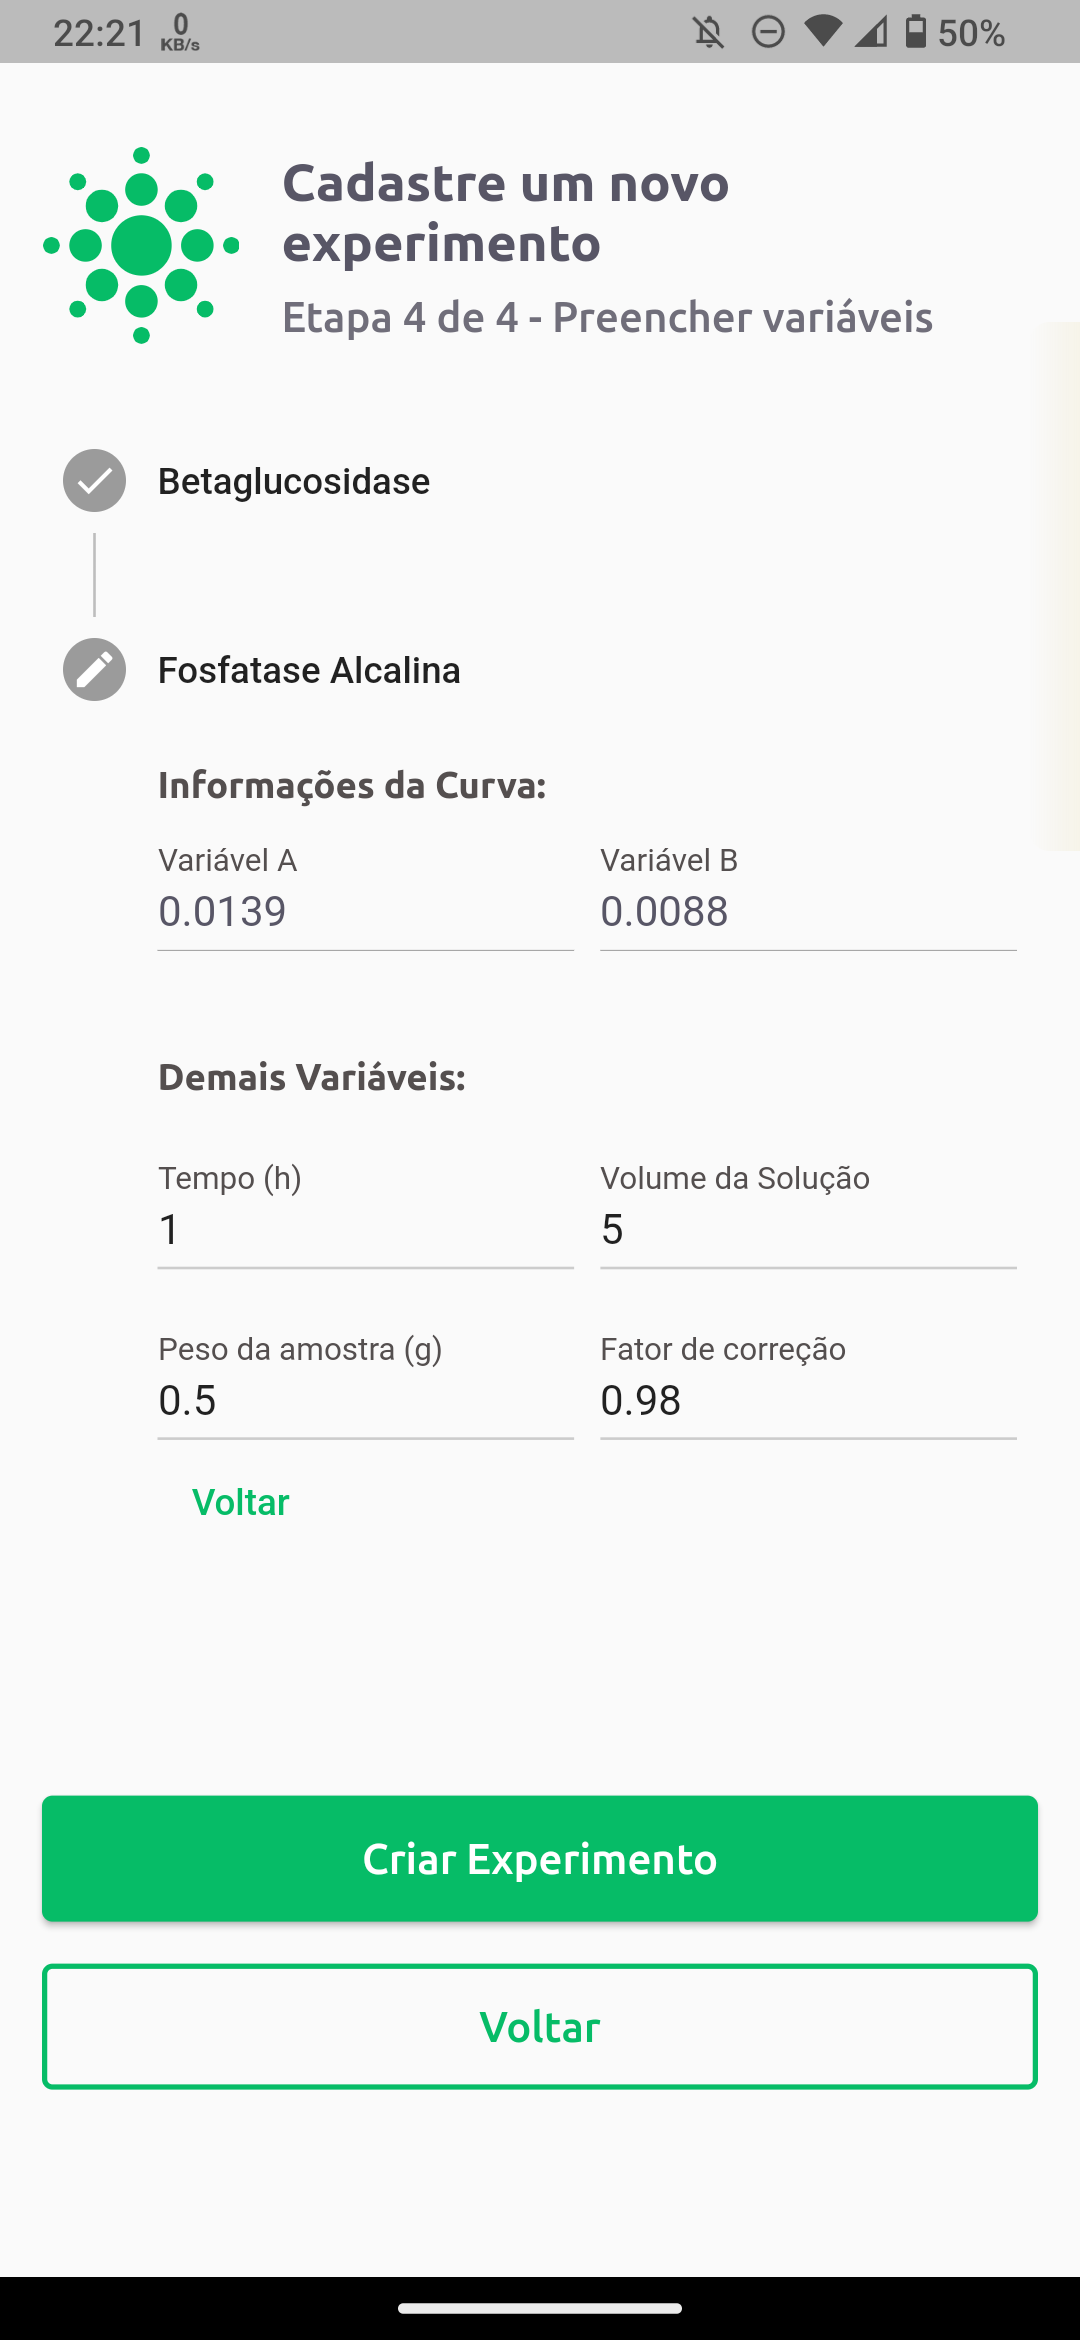 22:21 0 KB/s 50%
Cadastre um novo
experimento
Etapa 4 de 4 - Preencher variáveis
Betaglucosidase
Fosfatase Alcalina
Informações da Curva:
Variável A Variável B
0.0139 0.0088
Demais Variáveis:
Tempo (h) Volume da Solução
1 5
Peso da amostra (g) Fator de correção
0.5 0.98
Voltar
Criar Experimento
Voltar